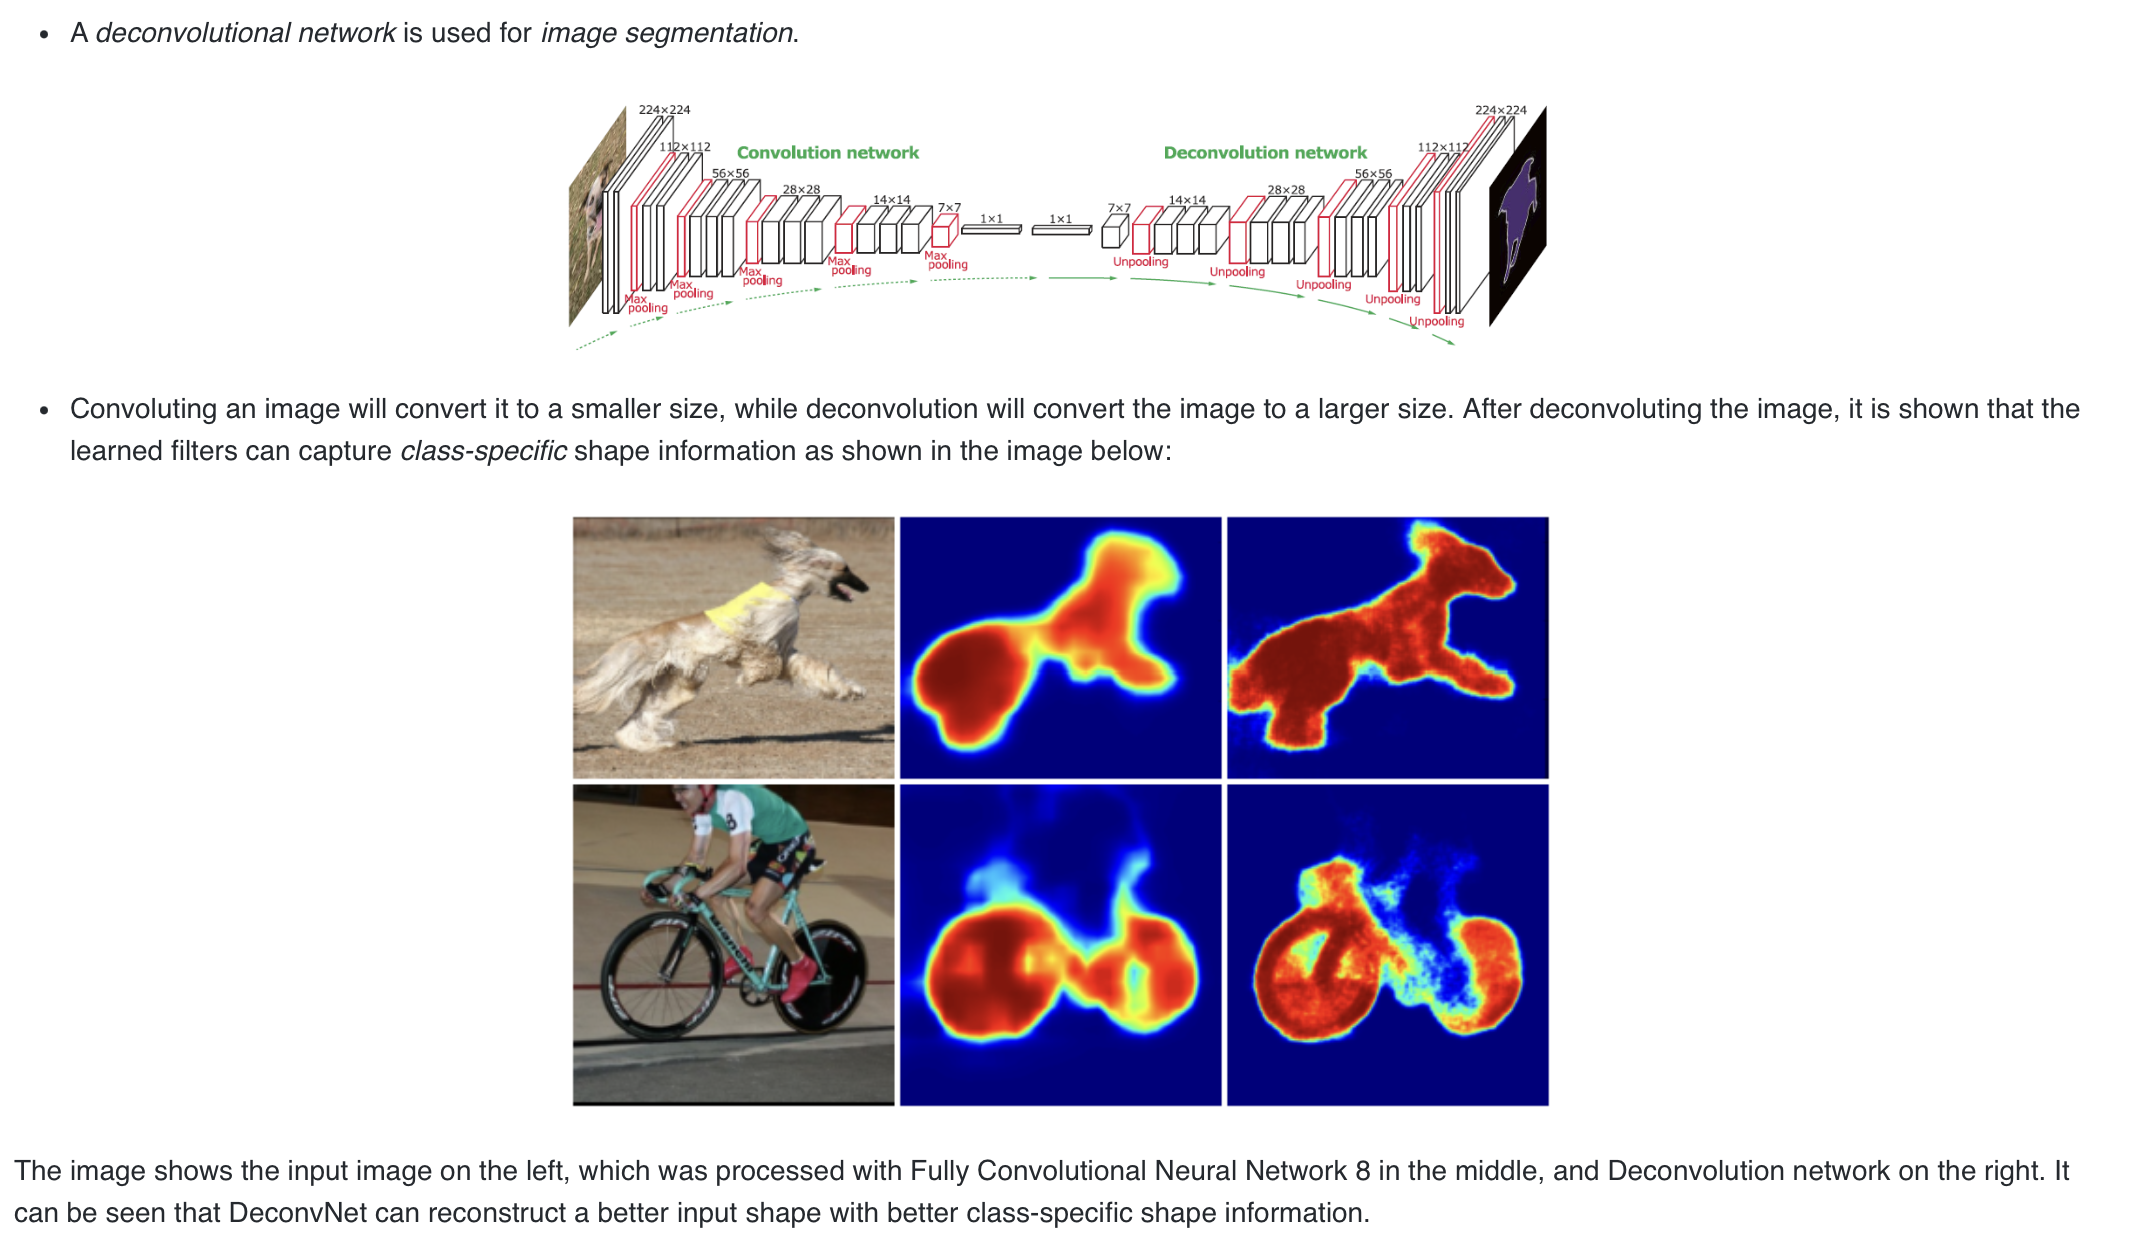 A deconvolutional network is used for image segmentation.
224×224
112×112
56×56
28×28
14×14
7×7
1×1
1×1
7×7
14×14
28×28
56×56
112×112
224×224
Convolution network
Deconvolution network
Max
pooling
Max
pooling
Max
pooling
Max
pooling
Max
pooling
Unpooling
Unpooling
Unpooling
Unpooling
Unpooling
Convoluting an image will convert it to a smaller size, while deconvolution will convert the image to a larger size. After deconvoluting the image, it is shown that the
learned filters can capture class-specific shape information as shown in the image below:
The image shows the input image on the left, which was processed with Fully Convolutional Neural Network 8 in the middle, and Deconvolution network on the right. It
can be seen that DeconvNet can reconstruct a better input shape with better class-specific shape information.